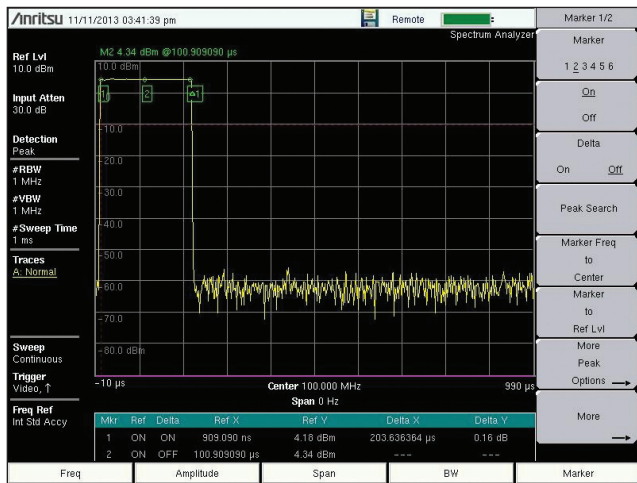 Anritsu 11/11/2013 03:41:39 pm
Remote
Marker 1/2
Spectrum Analyzer
M2 4.34 dBm @100.909090 µs
Ref Lvl
10.0 dBm
Input Atten
30.0 dB
Detection
Peak
#RBW
1 MHz
#VBW
1 MHz
#Sweep Time
1 ms
Traces
A: Normal
Sweep
Continuous
Trigger
Video, ↑
Freq Ref
Int Std Accy
10.0 dBm
1
2
1
-10.0
-20.0
-30.0
-40.0
-50.0
-60.0
-70.0
-80.0 dBm
-10 µs
Center 100.000 MHz
990 µs
Span 0 Hz
Mkr Ref Delta Ref X Ref Y Delta X Delta Y
1 ON ON 909.090 ns 4.18 dBm 203.636364 µs 0.16 dB
2 ON OFF 100.909090 µs 4.34 dBm --- ---
Marker
1 2 3 4 5 6
On
Off
Delta
On Off
Peak Search
Marker Freq
to
Center
Marker
to
Ref Lvl
More
Peak
Options
More
Freq Amplitude Span BW Marker